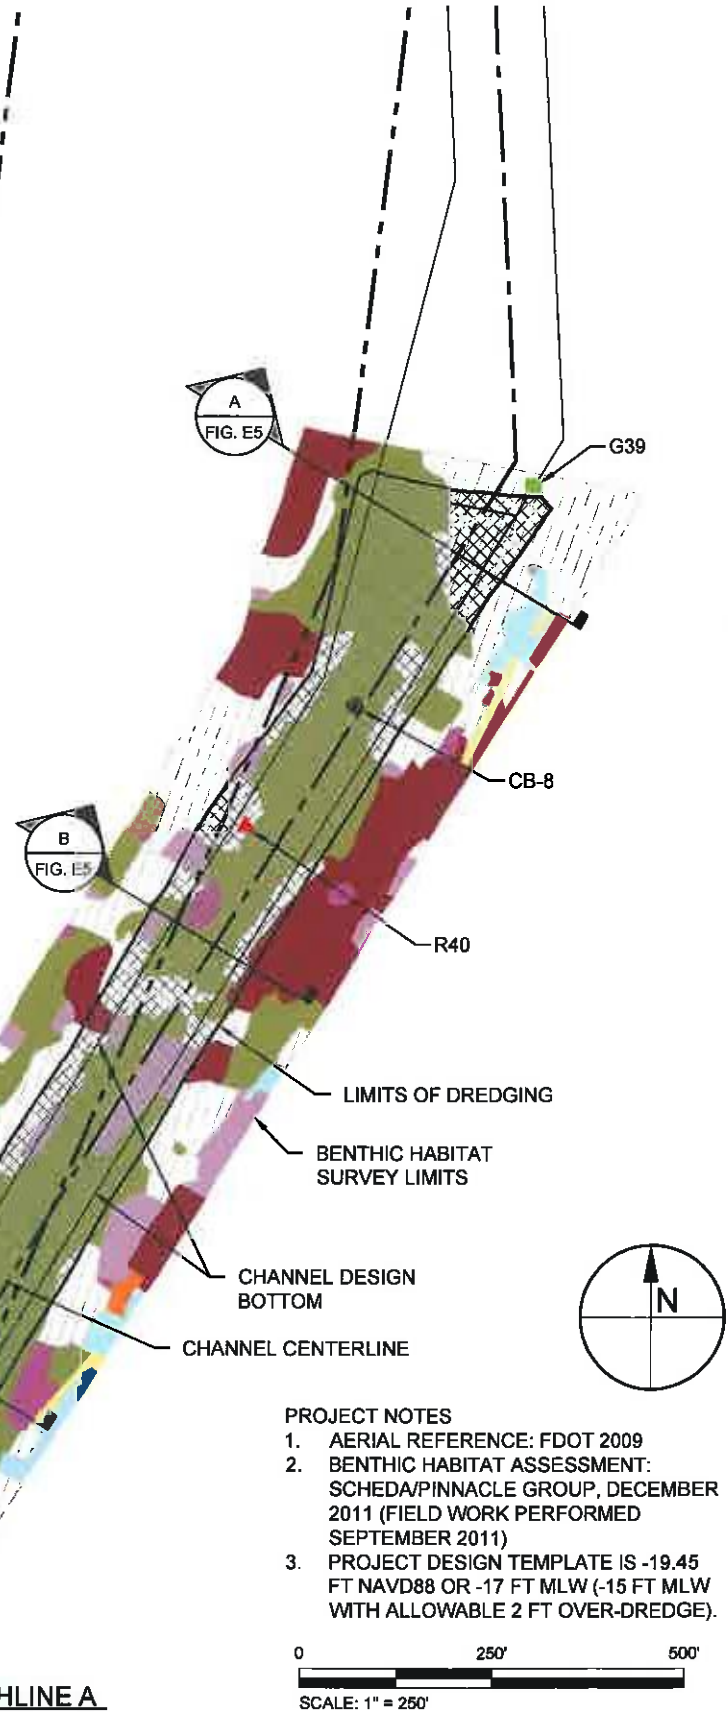 A
FIG. E5
G39
CB-8
B
FIG. E5
R40
LIMITS OF DREDGING
BENTHIC HABITAT
SURVEY LIMITS
CHANNEL DESIGN
BOTTOM
N
CHANNEL CENTERLINE
PROJECT NOTES
1. AERIAL REFERENCE: FDOT 2009
2. BENTHIC HABITAT ASSESSMENT:
SCHEDA/PINNACLE GROUP, DECEMBER
2011 (FIELD WORK PERFORMED
SEPTEMBER 2011)
3. PROJECT DESIGN TEMPLATE IS -19.45
FT NAVD88 OR -17 FT MLW (-15 FT MLW
WITH ALLOWABLE 2 FT OVER-DREDGE).
0 250' 500'
SCALE: 1" = 250'
HLINE A